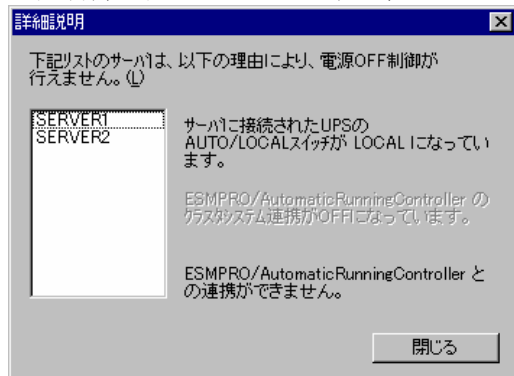 詳細説明
下記リストのサーバは、以下の理由により、電源OFF制御が
行えません。(L)
SERVER1
SERVER2
サーバに接続されたUPSの
AUTO/LOCALスイッチが LOCAL になってい
ます。
ESMPRO/AutomaticRunningController の
クラスタシステム連携がOFFになっています。
ESMPRO/AutomaticRunningController と
の連携ができません。
閉じる